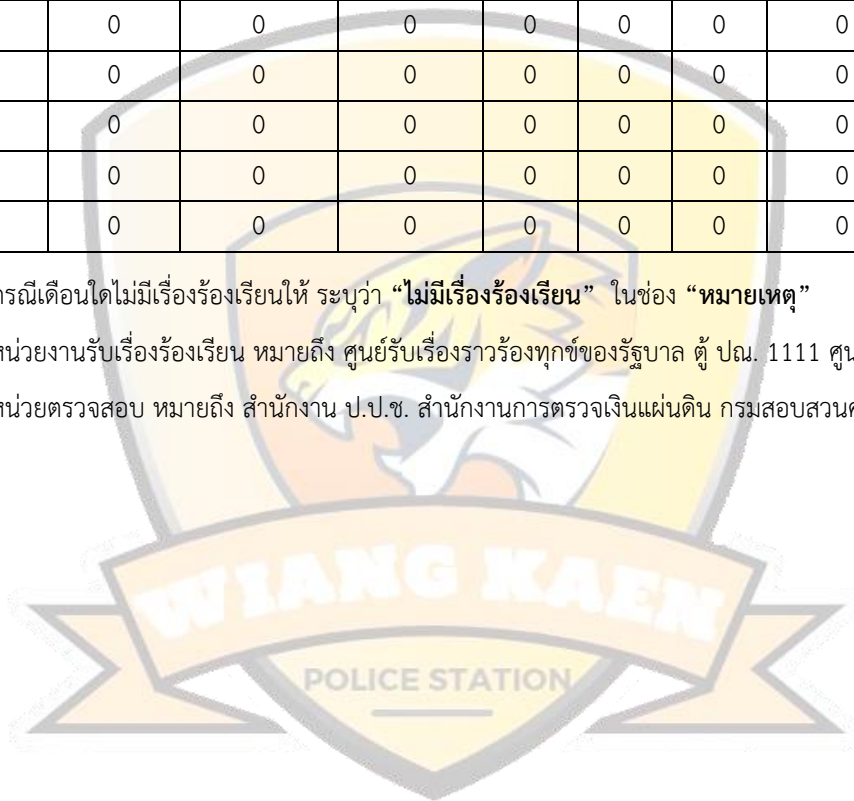 0 0 0 0 0 0 0
0 0 0 0 0 0 0
0 0 0 0 0 0 0
0 0 0 0 0 0 0
0 0 0 0 0 0 0
รณีเดือนใดไม่มีเรื่องร้องเรียนให้ ระบุว่า “ไม่มีเรื่องร้องเรียน” ในช่อง “หมายเหตุ”
หน่วยงานรับเรื่องร้องเรียน หมายถึง ศูนย์รับเรื่องราวร้องทุกข์ของรัฐบาล ตู้ ปณ. 1111 ศูน
หน่วยตรวจสอบ หมายถึง สำนักงาน ป.ป.ช. สำนักงานการตรวจเงินแผ่นดิน กรมสอบสวน
WIANG KAEN
POLICE STATION